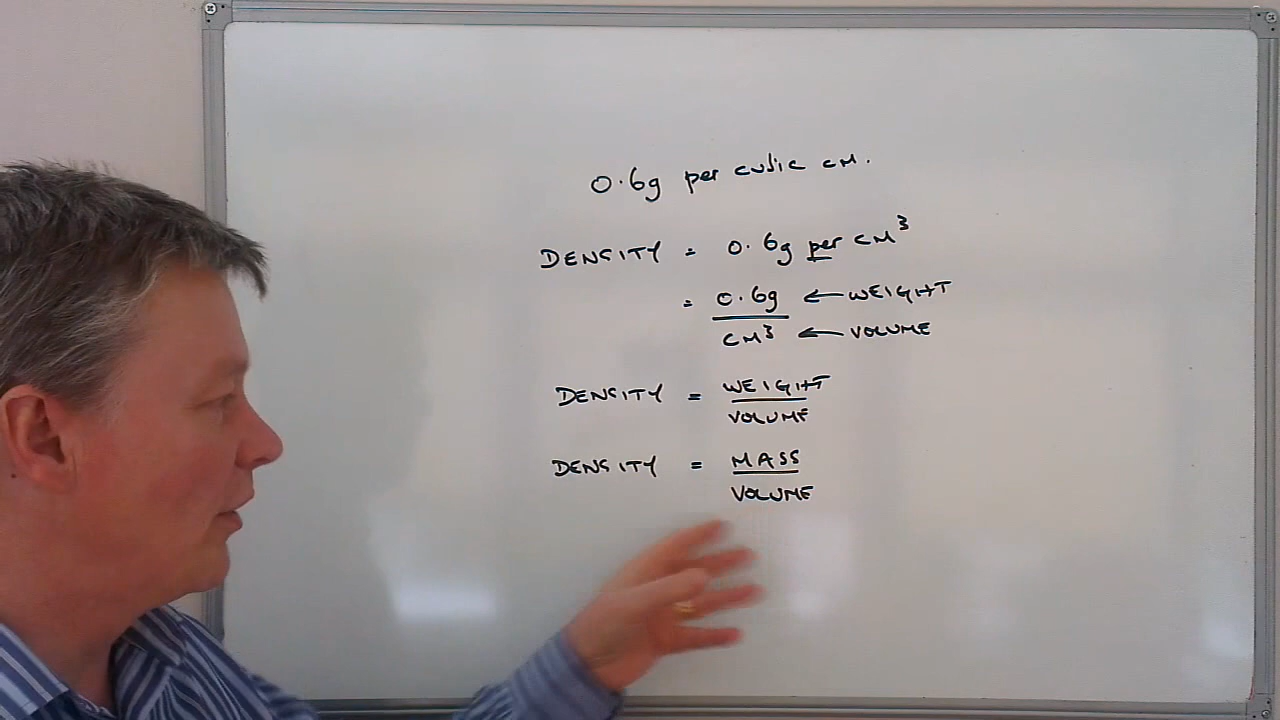 0.6g per cubic cm.
DENSITY = 0.6g per cm³
= 0.6g ← WEIGHT
cm³ ← VOLUME
DENSITY = WEIGHT
VOLUME
DENSITY = MASS
VOLUME